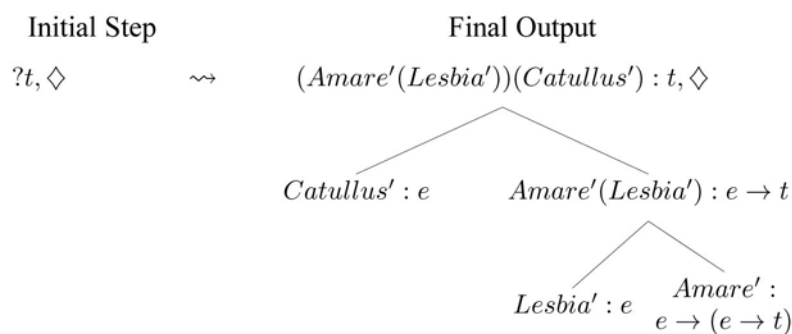 Initial Step Final Output
?t, ◇ ⇝ (Amare′(Lesbia′))(Catullus′) : t, ◇
Catullus′ : e Amare′(Lesbia′) : e → t
Lesbia′ : e Amare′ :
e → (e → t)